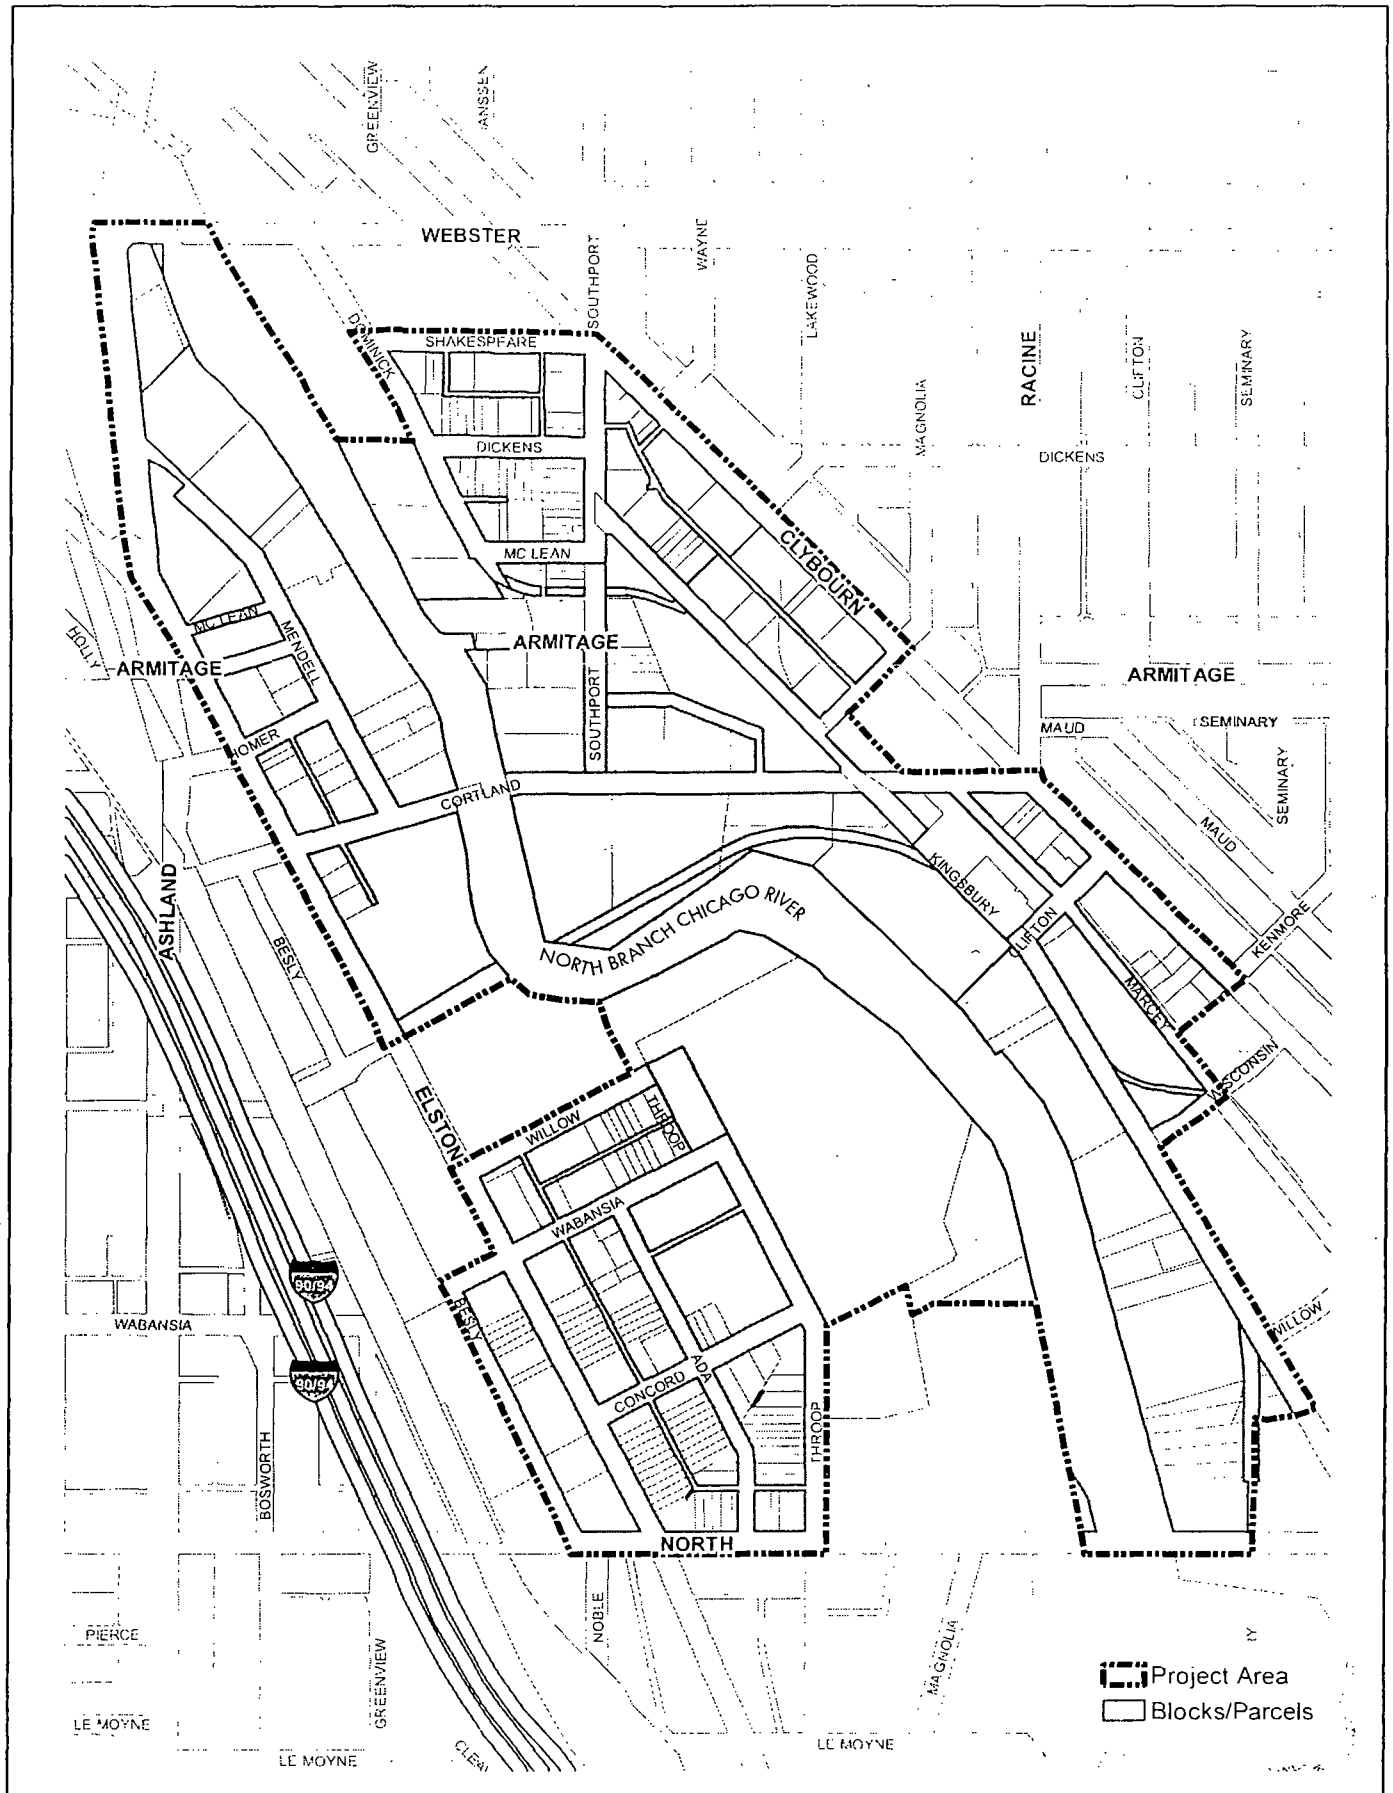 GREENVIEW
WEBSTER
SOUTHPORT
WAYNE
LAKEWOOD
DOMINICK
SHAKESPEARE
RACINE
CLIFTON
SEMINARY
MAGNOLIA
DICKENS
DICKENS
CLYBOURN
MC LEAN
MC LEAN
MENDELL
HOLLY
ARMITAGE
ARMITAGE
ARMITAGE
SOUTHPORT
SEMINARY
MAUD
HOMER
SEMINARY
CORTLAND
MAUD
KINGSBURY
ASHLAND
NORTH BRANCH CHICAGO RIVER
CLIFTON
KENMORE
BESLY
MARCEY
WISCONSIN
ELSTON
WILLOW
THROOP
WABANSIA
90/94
BESLY
WABANSIA
WILLOW
90/94
ADA
CONCORD
THROOP
BOSWORTH
NORTH
NOBLE
PIERCE
MAGNOLIA
GREENVIEW
Project Area
Blocks/Parcels
LE MOYNE
LE MOYNE
LE MOYNE